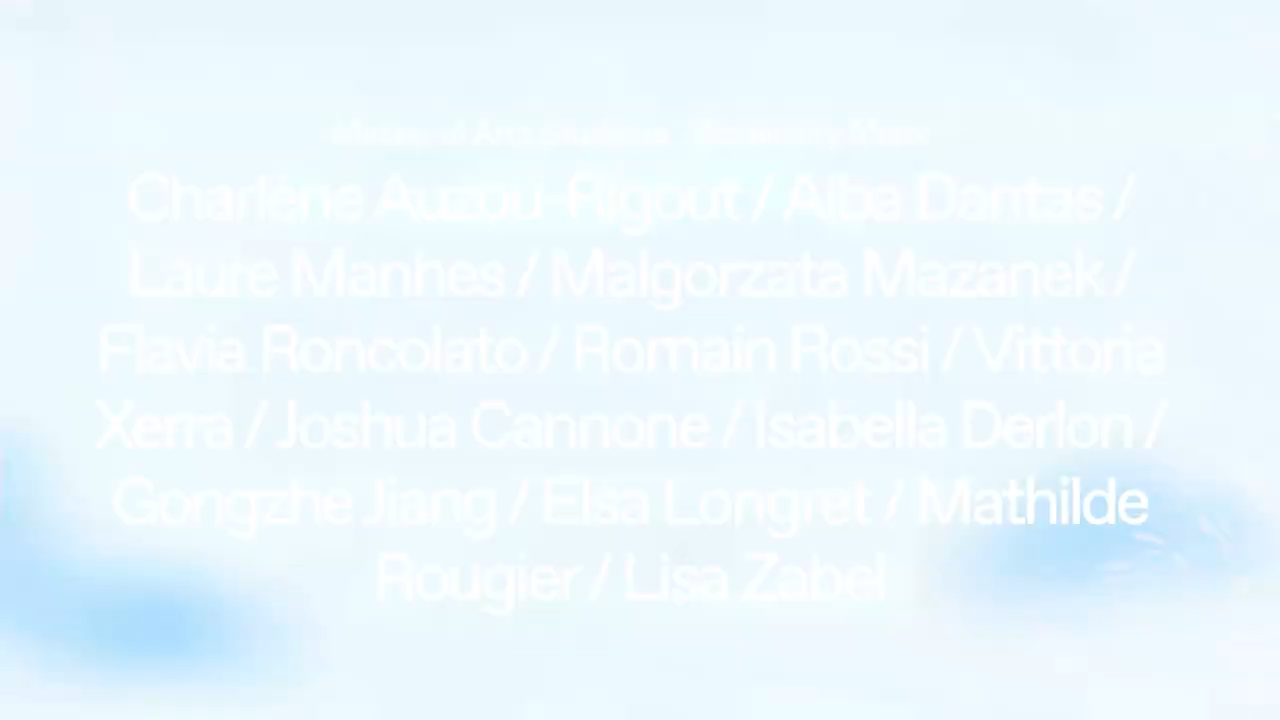 Charlène Auzou-Rigout / Alba Dantas /
Laure Manhes / Malgorzata Mazanek /
Flavia Roncolato / Romain Rossi / Vittoria
Xerra / Joshua Cannone / Isabella Derlon /
Gongzhe Jiang / Elsa Longret / Mathilde
Rougier / Lisa Zabel